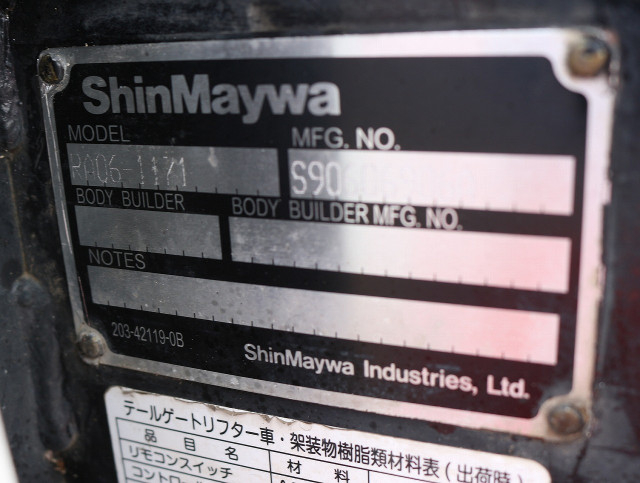 ShinMaywa
MODEL MFG. NO.
RA06-1171
BODY BUILDER BODY BUILDER MFG. NO.
NOTES
203-42119-0B
ShinMaywa Industries, Ltd.
テールゲートリフター車・架装物樹脂類材料表(出荷時)
品目名 材料
リモコンスイッチ